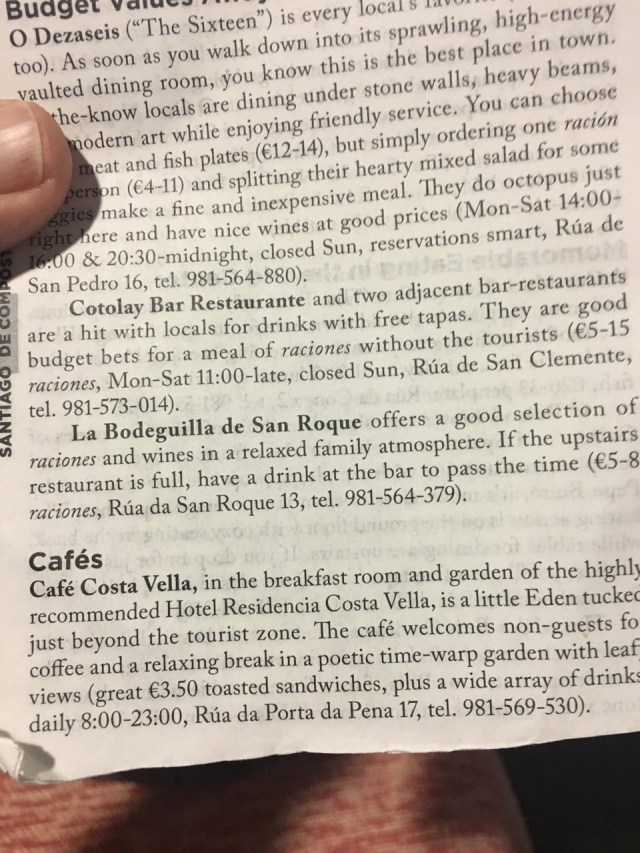 Budget Values
O Dezaseis (“The Sixteen”) is every local's
too). As soon as you walk down into its sprawling, high-energy
vaulted dining room, you know this is the best place in town.
the-know locals are dining under stone walls, heavy beams,
modern art while enjoying friendly service. You can choose
meat and fish plates (€12-14), but simply ordering one ración
person (€4-11) and splitting their hearty mixed salad for some
make a fine and inexpensive meal. They do octopus just
right here and have nice wines at good prices (Mon-Sat 14:00-
16:00 & 20:30-midnight, closed Sun, reservations smart, Rúa de
San Pedro 16, tel. 981-564-880).
Cotolay Bar Restaurante and two adjacent bar-restaurants
are a hit with locals for drinks with free tapas. They are good
budget bets for a meal of raciones without the tourists (€5-15
raciones, Mon-Sat 11:00-late, closed Sun, Rúa de San Clemente,
tel. 981-573-014).
La Bodeguilla de San Roque offers a good selection of
raciones and wines in a relaxed family atmosphere. If the upstairs
restaurant is full, have a drink at the bar to pass the time (€5-8
raciones, Rúa da San Roque 13, tel. 981-564-379).
Cafés
Café Costa Vella, in the breakfast room and garden of the highly
recommended Hotel Residencia Costa Vella, is a little Eden tucked
just beyond the tourist zone. The café welcomes non-guests fo
coffee and a relaxing break in a poetic time-warp garden with leaf
views (great €3.50 toasted sandwiches, plus a wide array of drinks
daily 8:00-23:00, Rúa da Porta da Pena 17, tel. 981-569-530).
SANTIAGO DE COMPOST